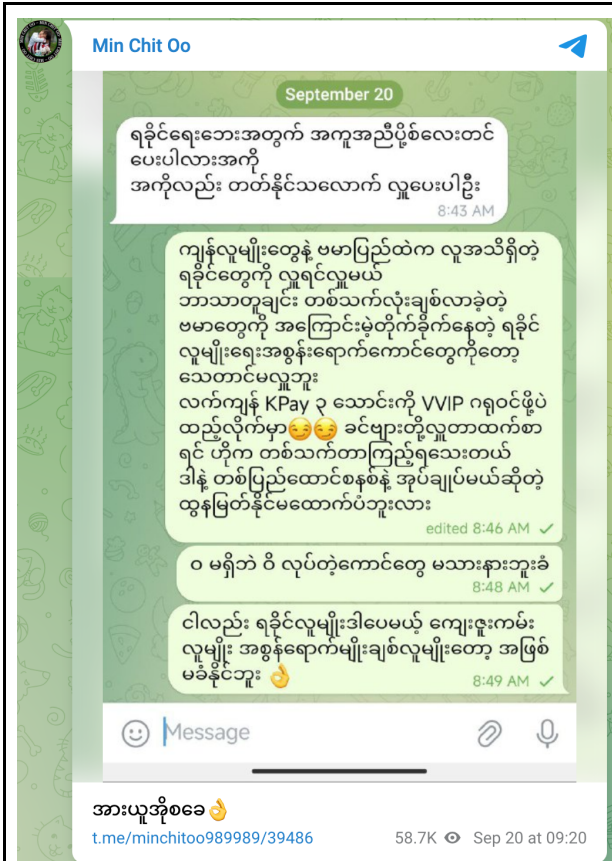 Min Chit Oo
September 20
ရခိုင်ရေးဘေးအတွက် အကူအညီပို့စ်လေးတင်
ပေးပါလားအကို
အကိုလည်း တတ်နိုင်သလောက် လှူပေးပါဦး
8:43 AM
ကျန်လူမျိုးတွေနဲ့ ဗမာပြည်ထဲက လူအသိရှိတဲ့
ရခိုင်တွေကို လှူရင်လှူမယ်
ဘာသာတူချင်း တစ်သက်လုံးချစ်လာခဲ့တဲ့
ဗမာတွေကို အကြောင်းမဲ့တိုက်ခိုက်နေတဲ့ ရခိုင်
လူမျိုးရေးအစွန်းရောက်ကောင်တွေကိုတော့
သေတာင်မလှူဘူး
လက်ကျန် KPay ၃ သောင်းကို VVIP ဂရုဝင်ဖို့ပဲ
ထည့်လိုက်မှာ😏😏 ခင်ဗျားတို့လှူတာထက်စာ
ရင် ဟိုက တစ်သက်တာကြည့်ရသေးတယ်
ဒါနဲ့ တစ်ပြည်ထောင်စနစ်နဲ့ အုပ်ချုပ်မယ်ဆိုတဲ့
ထွန်မြတ်နိုင်မထောက်ပံဘူးလား
edited 8:46 AM
ဝ မရှိဘဲ ဝိ လုပ်တဲ့ကောင်တွေ မသားနားဘူးခံ
8:48 AM
ငါလည်း ရခိုင်လူမျိုးဒါပေမယ့် ကျေးဇူးကမ်း
လူမျိုး အစွန်ရောက်မျိုးချစ်လူမျိုးတော့ အဖြစ်
မခံနိုင်ဘူး 👌
8:49 AM
Message
အားယူအိုစခေ👌
t.me/minchitoo989989/39486
58.7K Sep 20 at 09:20